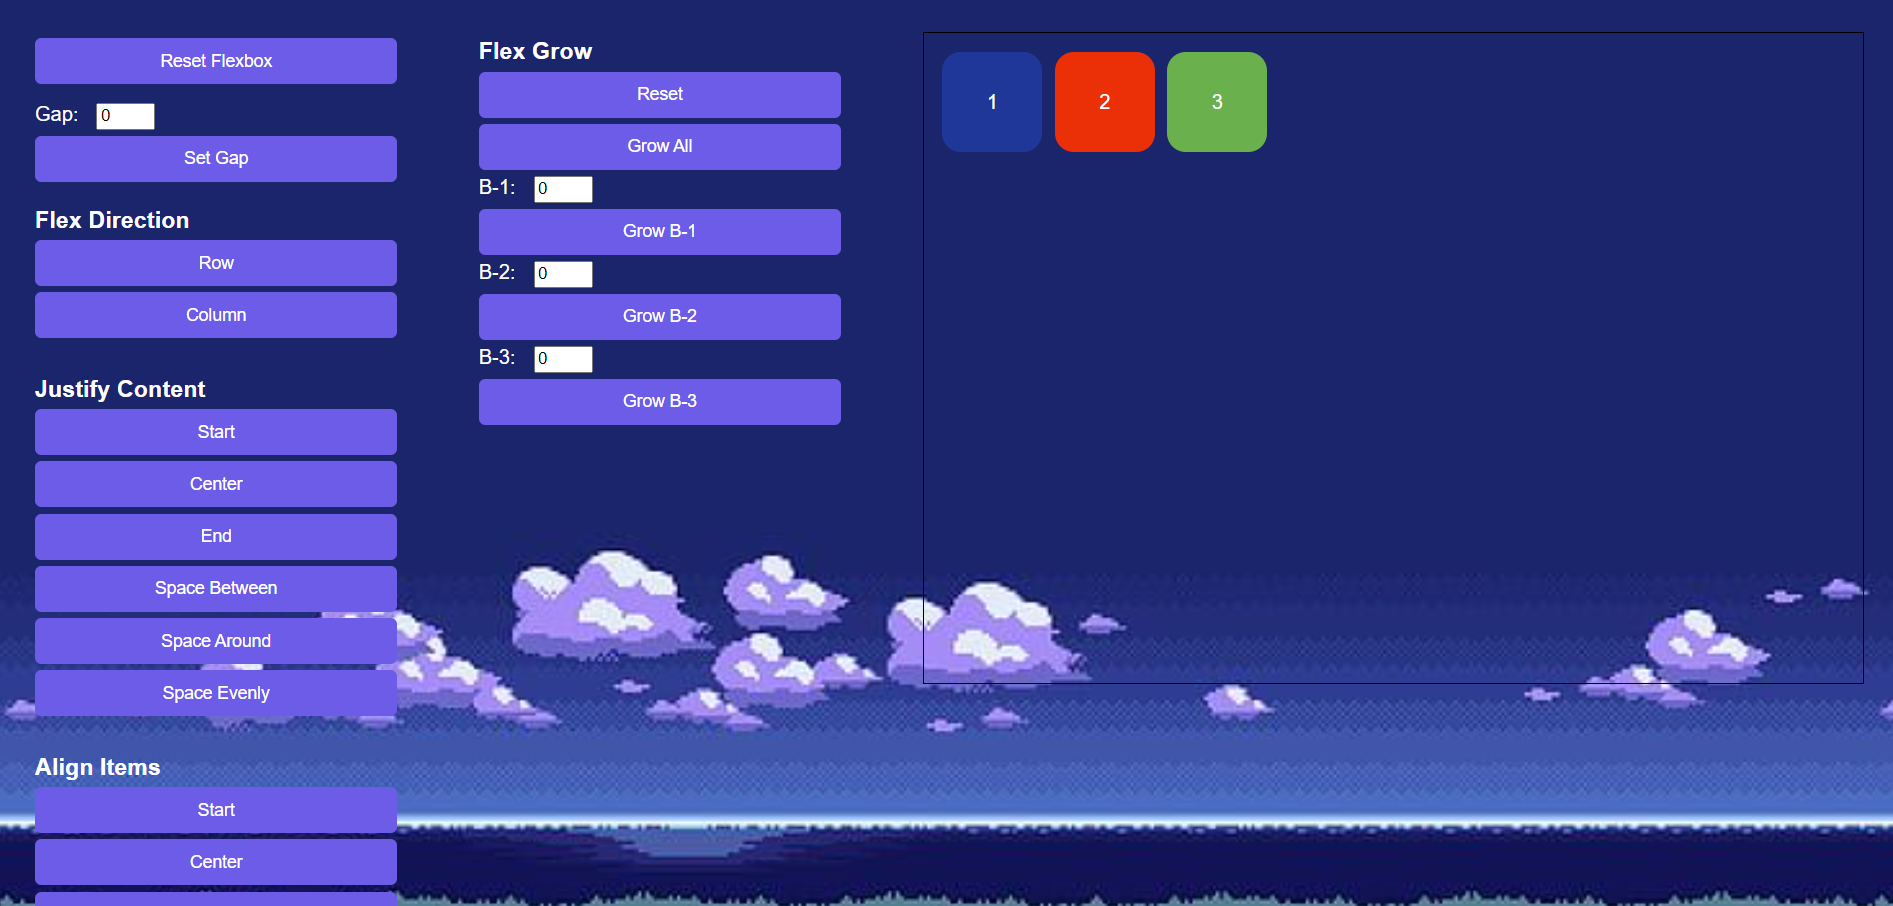 Reset Flexbox
Gap: 0
Set Gap
Flex Direction
Row
Column
Justify Content
Start
Center
End
Space Between
Space Around
Space Evenly
Align Items
Start
Center
Flex Grow
Reset
Grow All
B-1: 0
Grow B-1
B-2: 0
Grow B-2
B-3: 0
Grow B-3
1 2 3